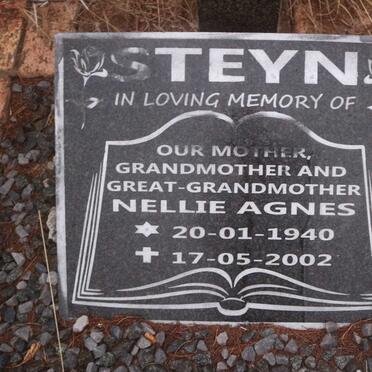 STEYN
IN LOVING MEMORY OF
OUR MOTHER,
GRANDMOTHER AND
GREAT-GRANDMOTHER
NELLIE AGNES
20-01-1940
17-05-2002